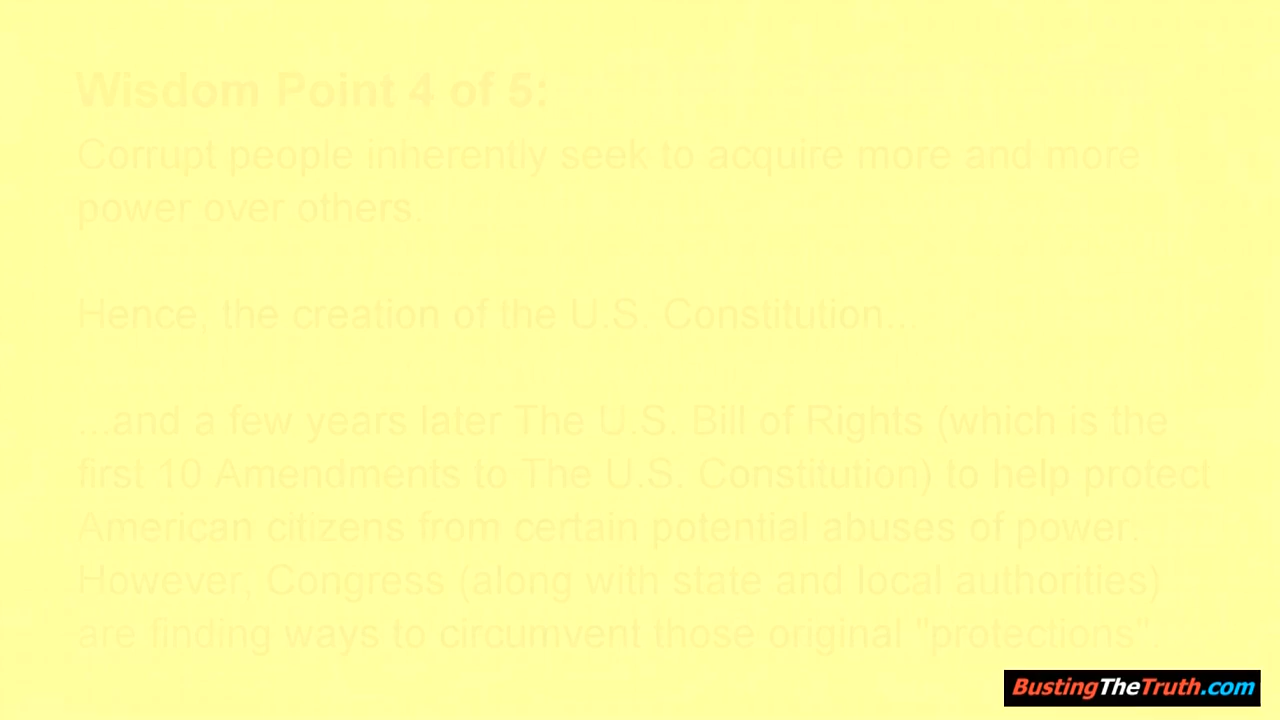 Wisdom Point 4 of 5:
Corrupt people inherently seek to acquire more and more
power over others.
Hence, the creation of the U.S. Constitution...
...and a few years later The U.S. Bill of Rights (which is the
first 10 Amendments to The U.S. Constitution) to help protect
American citizens from certain potential abuses of power.
However, Congress (along with state and local authorities)
are finding ways to circumvent those original "protections".
BustingTheTruth.com